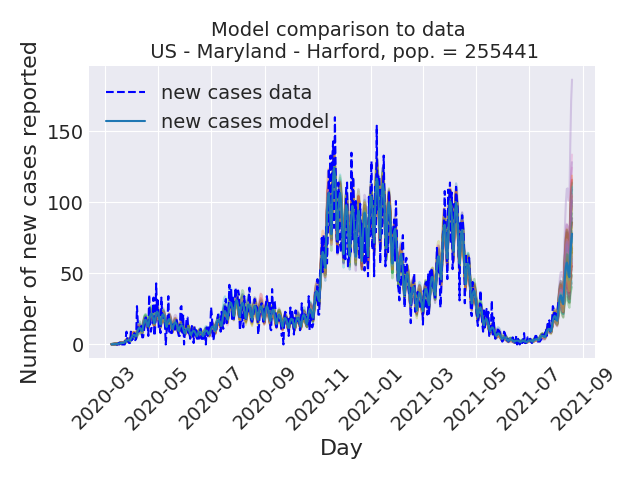 Model comparison to data
US - Maryland - Harford, pop. = 255441
Number of new cases reported
new cases data
new cases model
150
100
50
0
2020-03
2020-05
2020-07
2020-09
2020-11
2021-01
2021-03
2021-05
2021-07
2021-09
Day